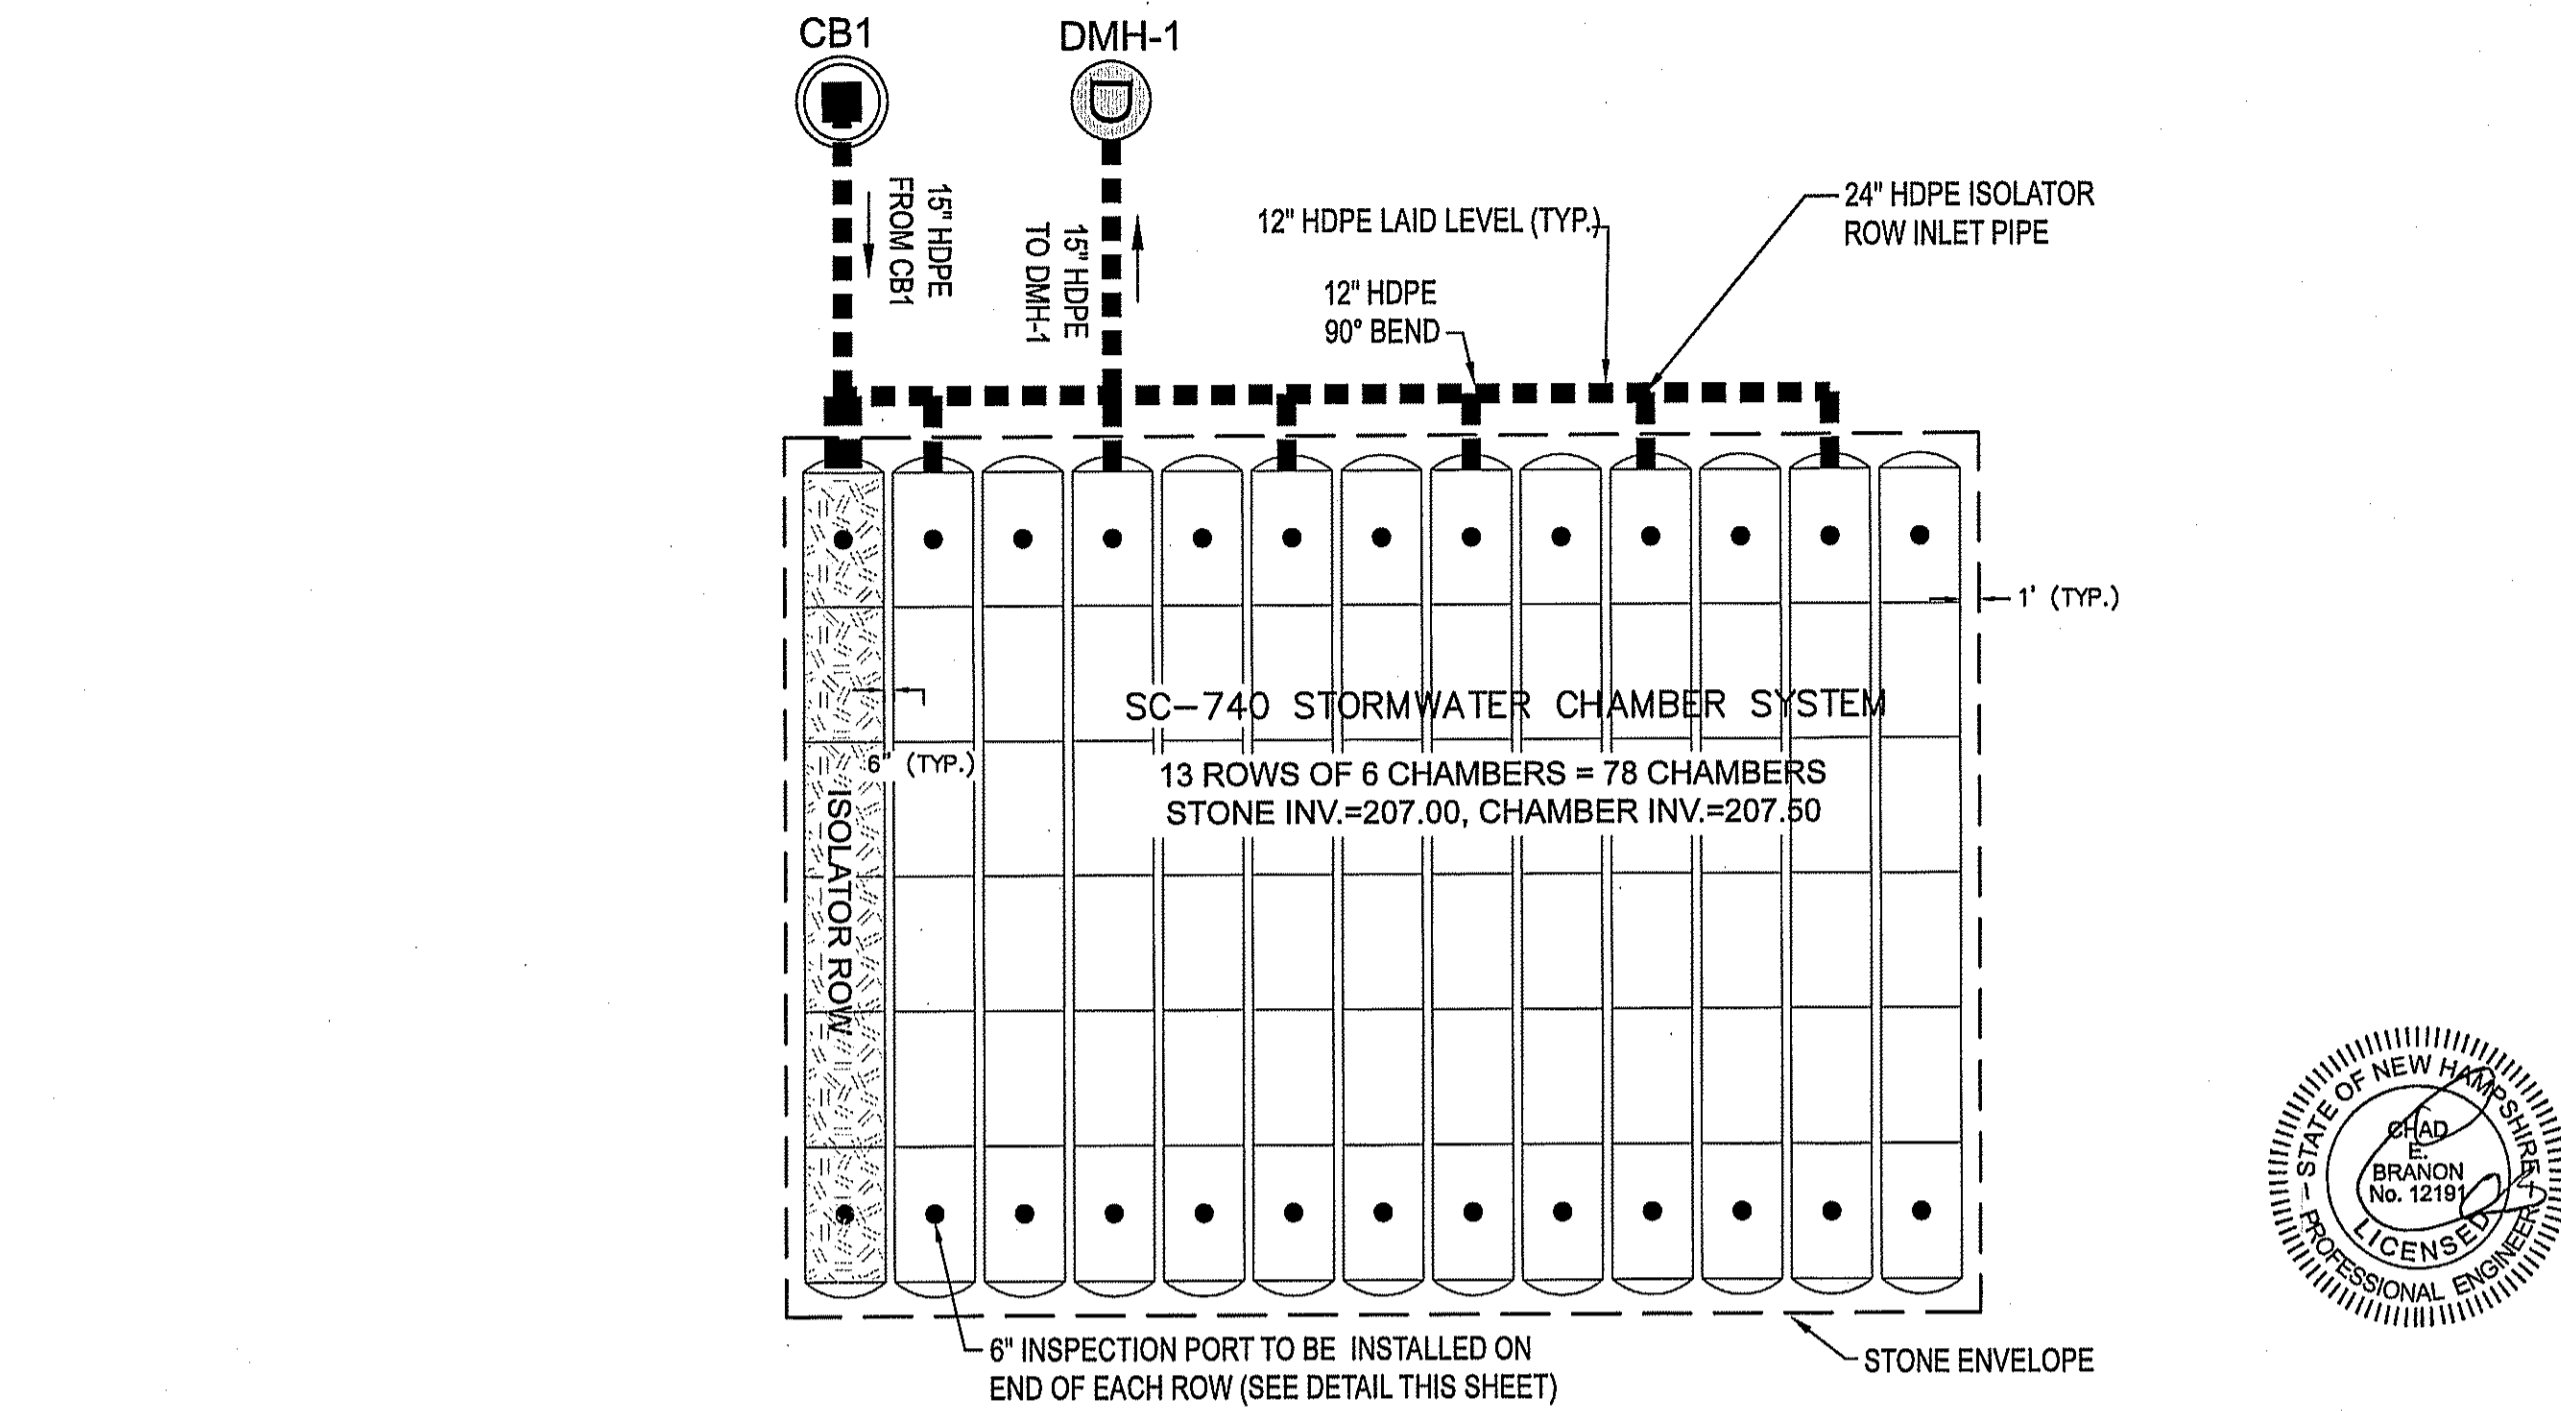 CB1
DMH-1
15" HDPE
FROM CB1
15" HDPE
TO DMH-1
12" HDPE LAID LEVEL (TYP.)
24" HDPE ISOLATOR
ROW INLET PIPE
12" HDPE
90° BEND
1' (TYP.)
SC-740 STORMWATER CHAMBER SYSTEM
6" (TYP.)
13 ROWS OF 6 CHAMBERS = 78 CHAMBERS
STONE INV.=207.00, CHAMBER INV.=207.50
ISOLATOR ROW
6" INSPECTION PORT TO BE INSTALLED ON
END OF EACH ROW (SEE DETAIL THIS SHEET)
STONE ENVELOPE
STATE OF NEW HAMPSHIRE
CHAD
E.
BRANON
No. 12191
LICENSED
PROFESSIONAL ENGINEER